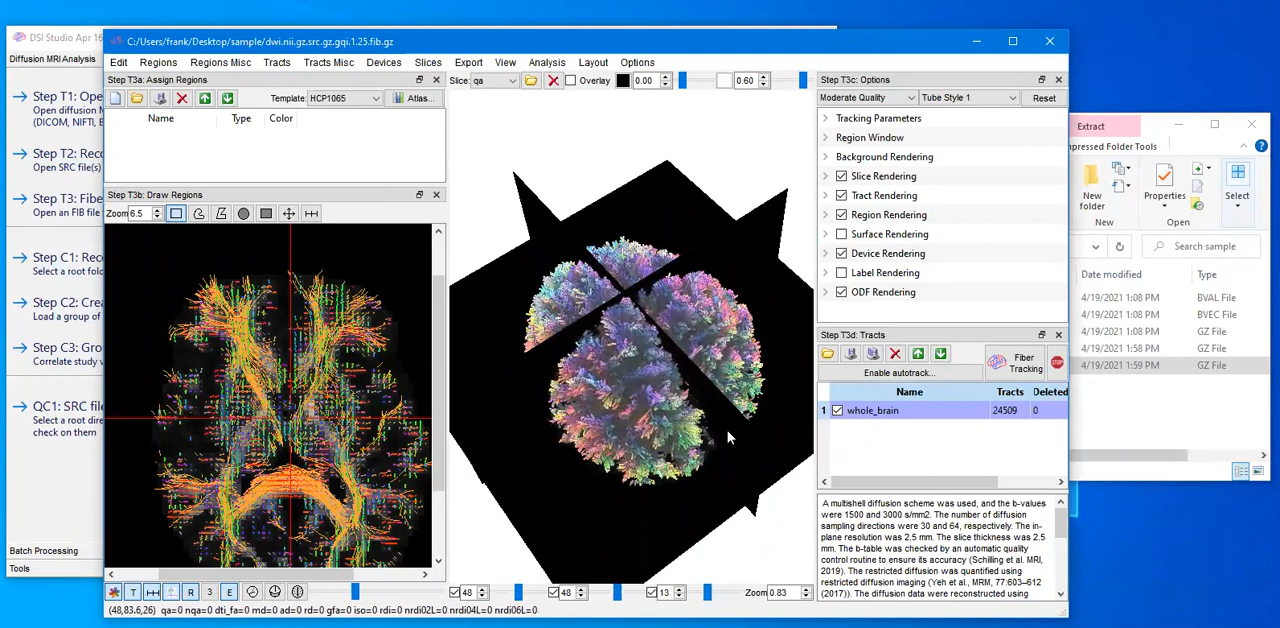 DSI Studio Apr 16
Diffusion MRI Analysis
Step T1: Ope
Open diffusion M
(DICOM, NIFTI, B
Step T2: Rec
Open SRC file(s)
Step T3: Fibe
Open an FIB file
Step C1: Rec
Select a root fold
Step C2: Crea
Load a group of
Step C3: Gro
Correlate study v
QC1: SRC file
Select a root dire
check on them
Batch Processing
Tools
C:/Users/frank/Desktop/sample/dwi.nii.gz.src.gz.gqi.1.25.fib.gz
Edit Regions Regions Misc Tracts Tracts Misc Devices Slices Export View Analysis Layout Options
Step T3a: Assign Regions
Template: HCP1065 Atlas...
Name Type Color
Step T3b: Draw Regions
Zoom 6.5
T R 3 E
(48,83.6,26) qa=0 nqa=0 dti_fa=0 md=0 ad=0 rd=0 gfa=0 iso=0 rdi=0 nrdi02L=0 nrdi04L=0 nrdi06L=0
Slice: qa Overlay 0.00 0.60
48 48 13 Zoom 0.83
Step T3c: Options
Moderate Quality Tube Style 1 Reset
Tracking Parameters
Region Window
Background Rendering
Slice Rendering
Tract Rendering
Region Rendering
Surface Rendering
Device Rendering
Label Rendering
ODF Rendering
Step T3d: Tracts
Fiber Tracking STOP
Enable autotrack...
Name Tracts Deleted
1 whole_brain 24509 0
A multishell diffusion scheme was used, and the b-values
were 1500 and 3000 s/mm2. The number of diffusion
sampling directions were 30 and 64, respectively. The in-
plane resolution was 2.5 mm. The slice thickness was 2.5
mm. The b-table was checked by an automatic quality
control routine to ensure its accuracy (Schilling et al. MRI,
2019). The restricted diffusion was quantified using
restricted diffusion imaging (Yeh et al., MRM, 77:603–612
(2017)). The diffusion data were reconstructed using
Extract
pressed Folder Tools
New folder
Properties
Select
New Open
Search sample
Date modified Type
4/19/2021 1:08 PM BVAL File
4/19/2021 1:08 PM BVEC File
4/19/2021 1:08 PM GZ File
4/19/2021 1:58 PM GZ File
4/19/2021 1:59 PM GZ File